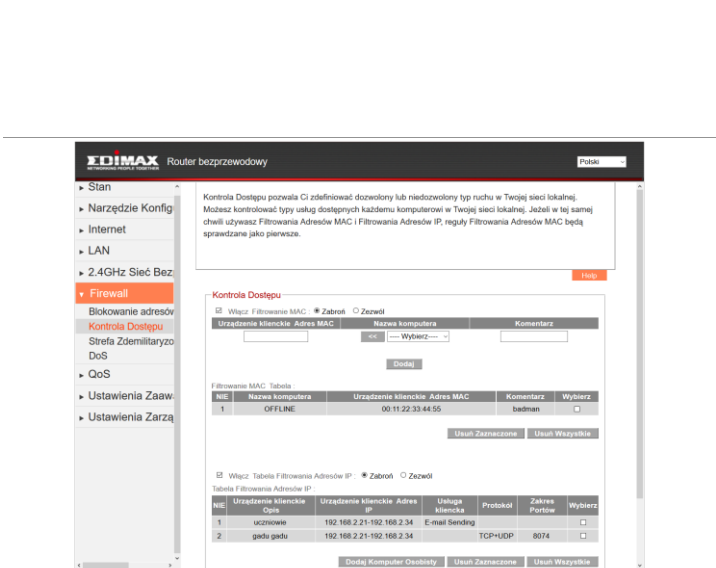 EDIMAX
NETWORKING PEOPLE TOGETHER
Router bezprzewodowy
Polski
Stan
Narzędzie Konfig
Internet
LAN
2.4GHz Sieć Bez
Firewall
Blokowanie adresów
Kontrola Dostępu
Strefa Zdemilitaryzo
DoS
QoS
Ustawienia Zaaw
Ustawienia Zarzą
Kontrola Dostępu pozwala Ci zdefiniować dozwolony lub niedozwolony typ ruchu w Twojej sieci lokalnej.
Możesz kontrolować typy usług dostępnych każdemu komputerowi w Twojej sieci lokalnej. Jeżeli w tej samej
chwili używasz Filtrowania Adresów MAC i Filtrowania Adresów IP, reguły Filtrowania Adresów MAC będą
sprawdzane jako pierwsze.
Help
Kontrola Dostępu
Włącz Filtrowanie MAC : Zabroń Zezwól
Urządzenie klienckie Adres MAC Nazwa komputera Komentarz
<< ---- Wybierz----
Dodaj
Filtrowanie MAC Tabela :
NIE Nazwa komputera Urządzenie klienckie Adres MAC Komentarz Wybierz
1 OFFLINE 00:11:22:33:44:55 badman
Usuń Zaznaczone Usuń Wszystkie
Włącz Tabela Filtrowania Adresów IP : Zabroń Zezwól
Tabela Filtrowania Adresów IP :
NIE Urządzenie klienckie Opis Urządzenie klienckie Adres IP Usługa kliencka Protokół Zakres Portów Wybierz
1 uczniowie 192.168.2.21-192.168.2.34 E-mail Sending
2 gadu gadu 192.168.2.21-192.168.2.34 TCP+UDP 8074
Dodaj Komputer Osobisty Usuń Zaznaczone Usuń Wszystkie